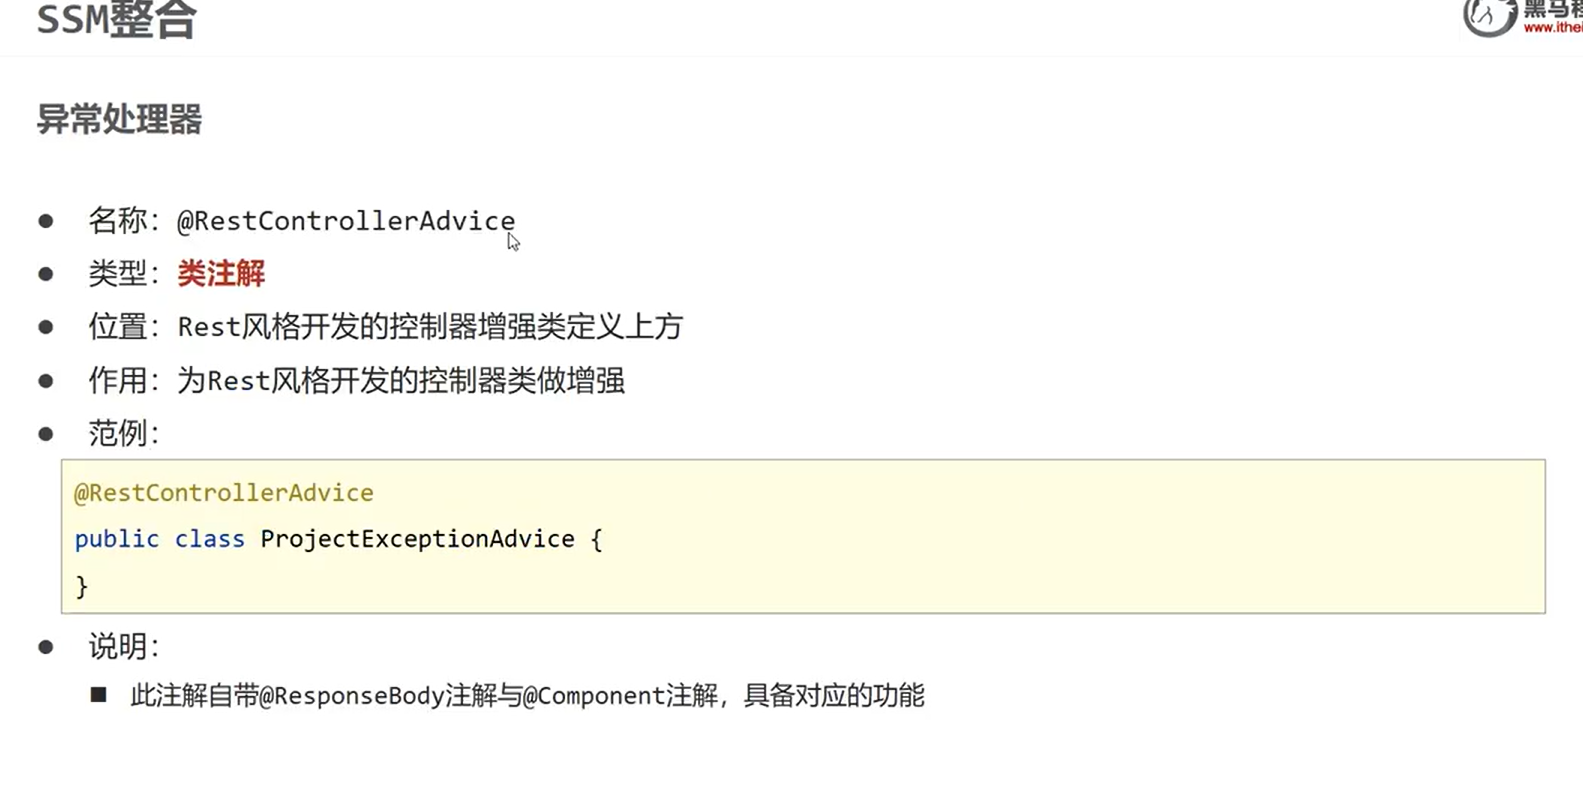 SSM整合
异常处理器
● 名称：@RestControllerAdvice
● 类型：类注解
● 位置：Rest风格开发的控制器增强类定义上方
● 作用：为Rest风格开发的控制器类做增强
● 范例：
@RestControllerAdvice
public class ProjectExceptionAdvice {
}
● 说明：
■ 此注解自带@ResponseBody注解与@Component注解，具备对应的功能
黑马程
www.ithei